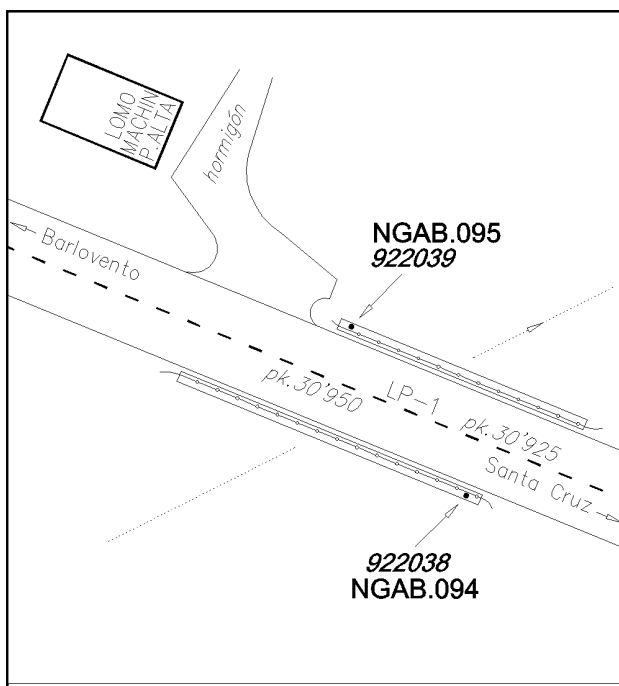 LOMO
MACHIN
P. ALTA
hormigón
NGAB.095
922039
Barlovento
pk.30'950
LP-1
pk.30'925
Santa Cruz
922038
NGAB.094